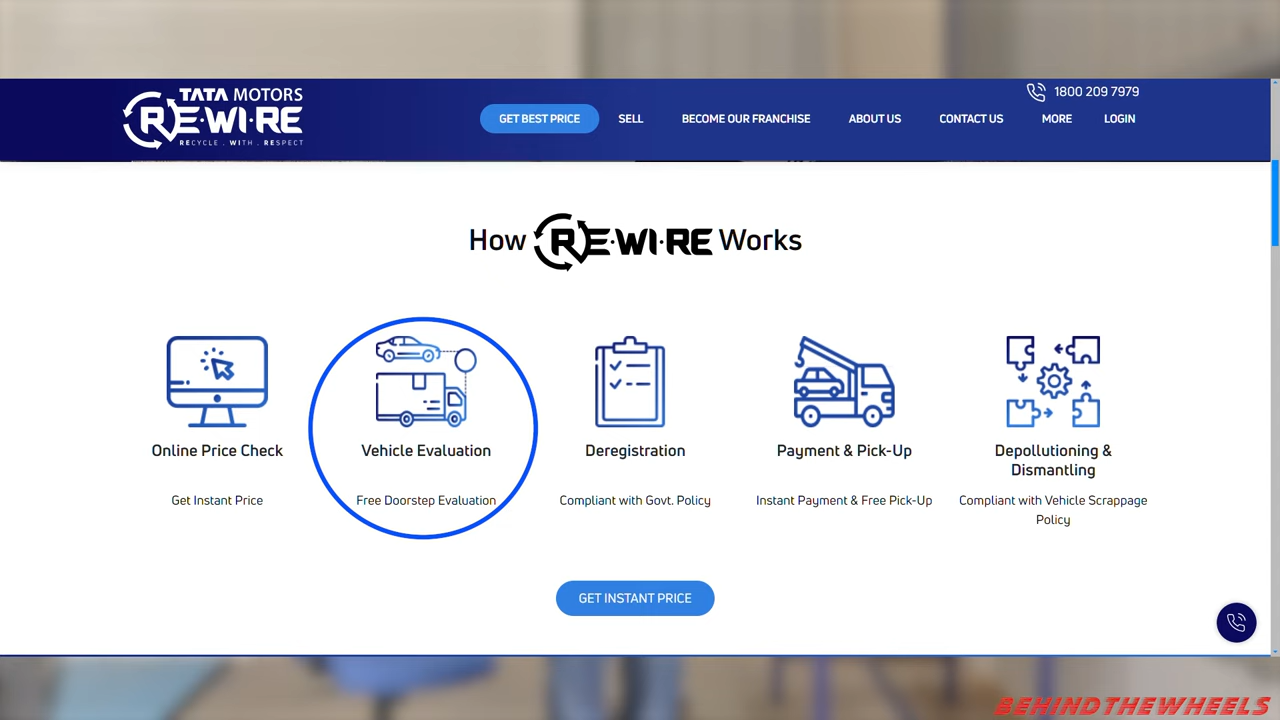 TATA MOTORS
RE·WI·RE
RECYCLE . WITH . RESPECT
1800 209 7979
GET BEST PRICE SELL BECOME OUR FRANCHISE ABOUT US CONTACT US MORE LOGIN
How RE·WI·RE Works
Online Price Check
Get Instant Price
Vehicle Evaluation
Free Doorstep Evaluation
Deregistration
Compliant with Govt. Policy
Payment & Pick-Up
Instant Payment & Free Pick-Up
Depollutioning &
Dismantling
Compliant with Vehicle Scrappage
Policy
GET INSTANT PRICE
BEHINDTHEWHEELS